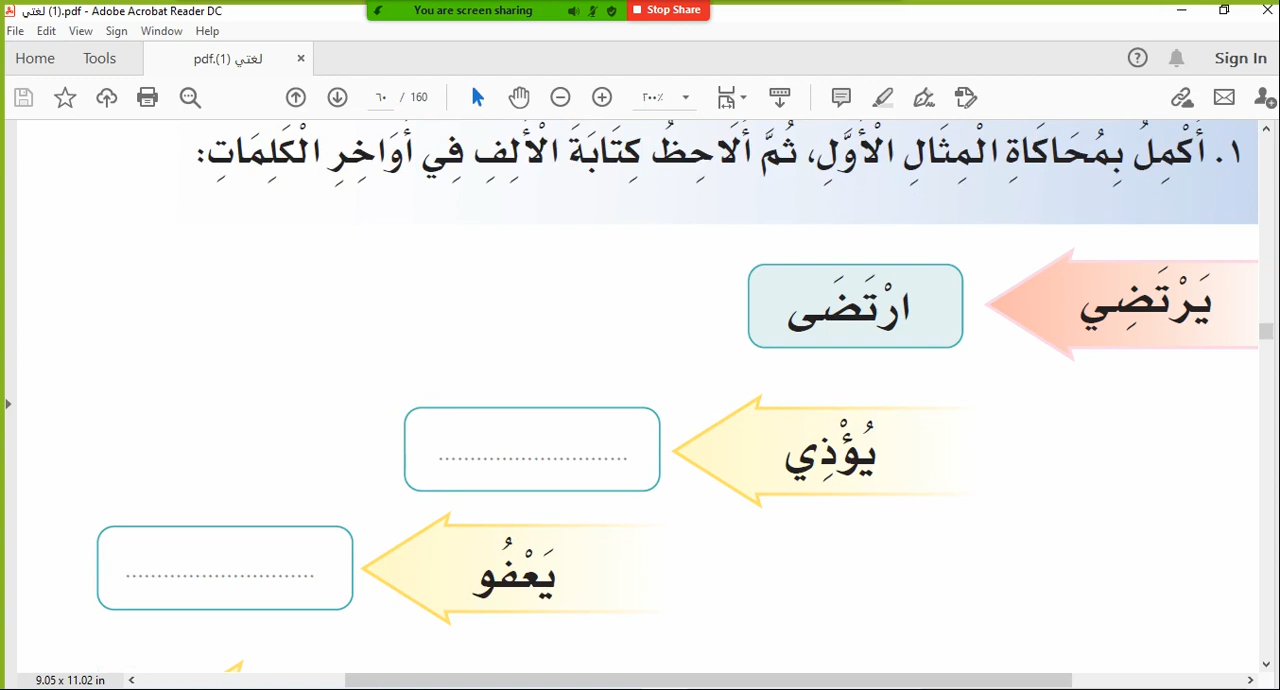 لغتي (1).pdf - Adobe Acrobat Reader DC
You are screen sharing
Stop Share
File Edit View Sign Window Help
Home Tools
لغتي (1).pdf ×
Sign In
٦٠ / 160
٢٠٠٪
١. أُكْمِلُ بِمُحَاكَاةِ الْمِثَالِ الْأَوَّلِ، ثُمَّ أُلَاحِظُ كِتَابَةَ الْأَلِفِ فِي أَوَاخِرِ الْكَلِمَاتِ:
يَرْتَضِي
ارْتَضَى
يُؤْذِي
............................
يَعْفُو
............................
9.05 x 11.02 in